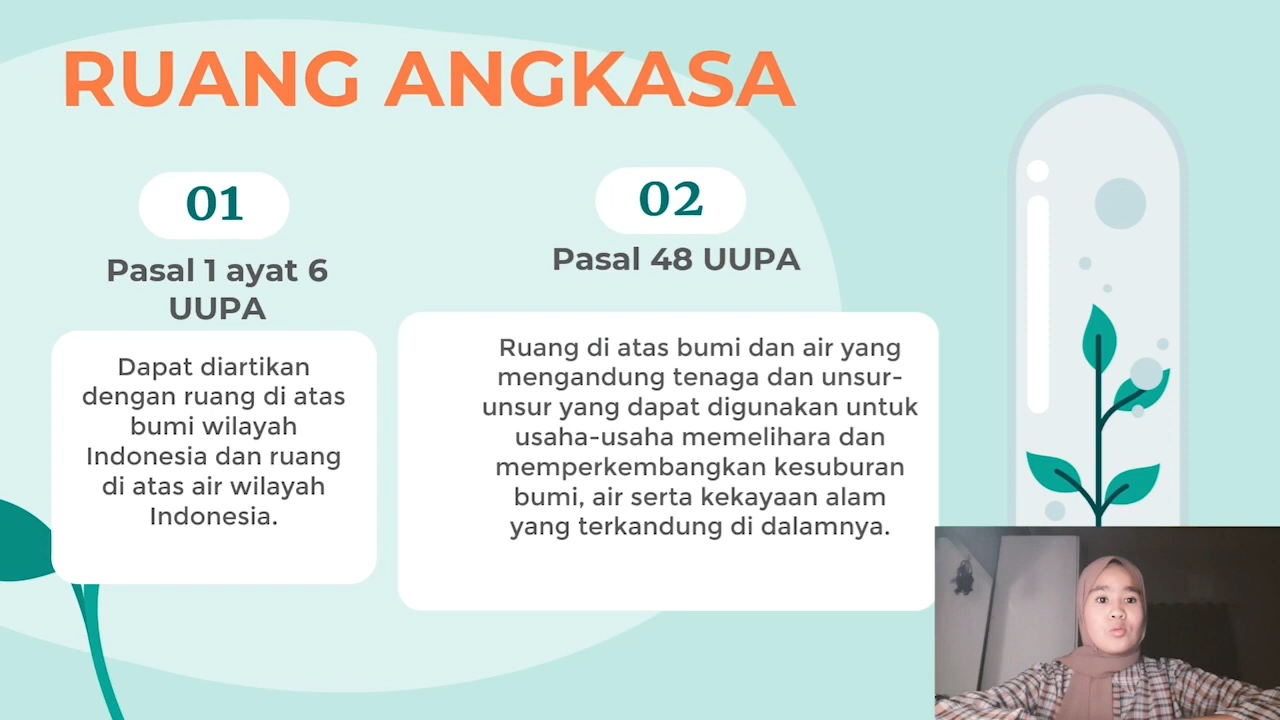 RUANG ANGKASA
01
Pasal 1 ayat 6
UUPA
Dapat diartikan
dengan ruang di atas
bumi wilayah
Indonesia dan ruang
di atas air wilayah
Indonesia.
02
Pasal 48 UUPA
Ruang di atas bumi dan air yang
mengandung tenaga dan unsur-
unsur yang dapat digunakan untuk
usaha-usaha memelihara dan
memperkembangkan kesuburan
bumi, air serta kekayaan alam
yang terkandung di dalamnya.